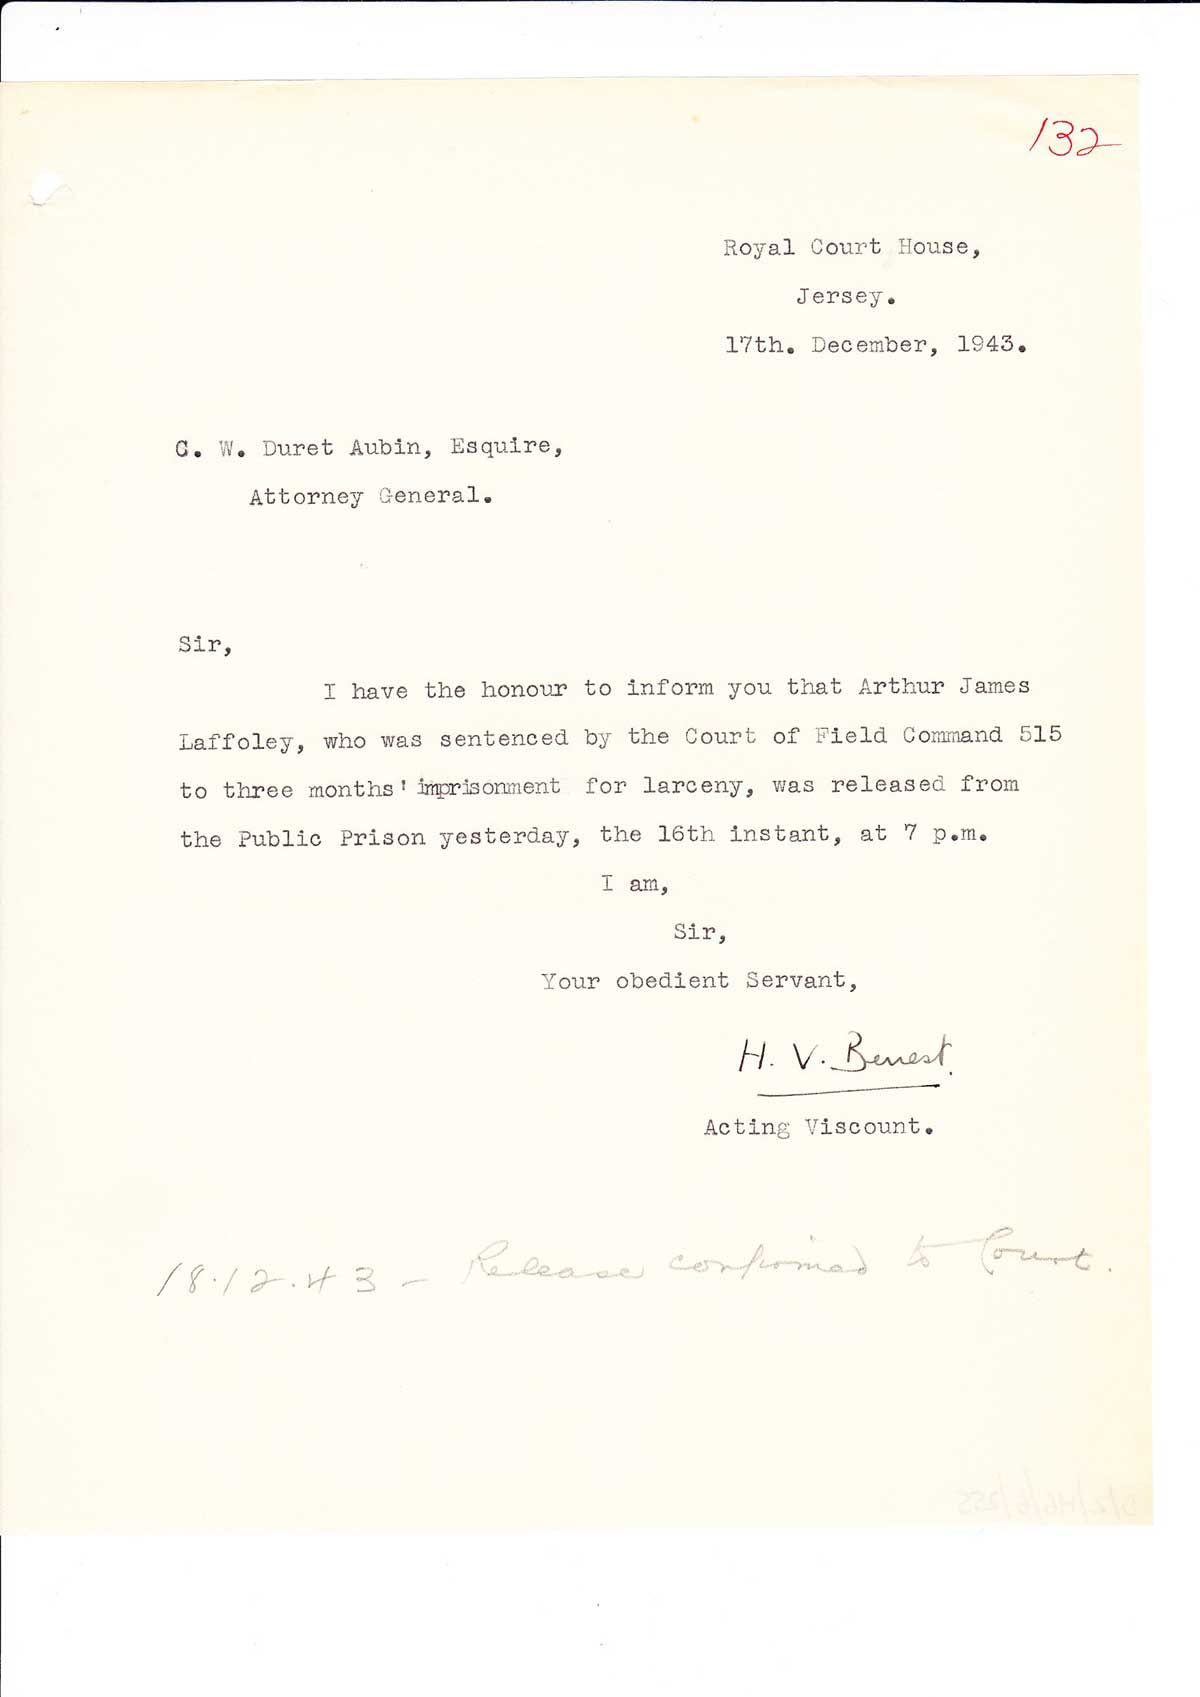 132
Royal Court House,
Jersey.
17th. December, 1943.
C. W. Duret Aubin, Esquire,
Attorney General.
Sir,
I have the honour to inform you that Arthur James
Laffoley, who was sentenced by the Court of Field Command 515
to three months' imprisonment for larceny, was released from
the Public Prison yesterday, the 16th instant, at 7 p.m.
I am,
Sir,
Your obedient Servant,
H. V. Benest.
Acting Viscount.
18.12.43 - Release confirmed to Court.